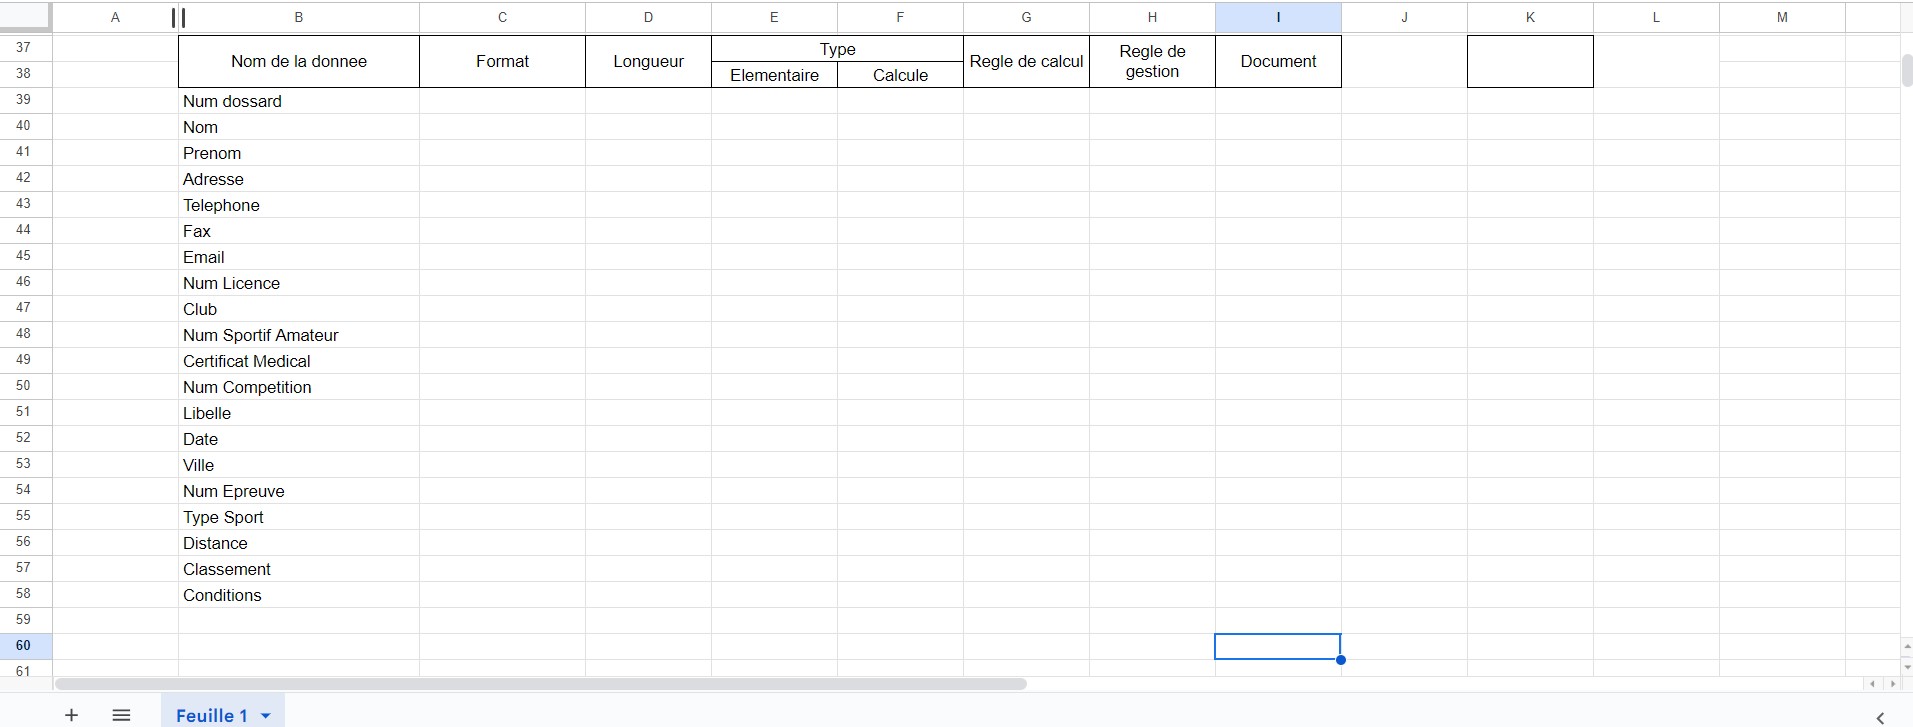 A B C D E F G H I J K L M
37 Nom de la donnee Format Longueur Type Regle de calcul Regle de gestion Document
38 Elementaire Calcule
39 Num dossard
40 Nom
41 Prenom
42 Adresse
43 Telephone
44 Fax
45 Email
46 Num Licence
47 Club
48 Num Sportif Amateur
49 Certificat Medical
50 Num Competition
51 Libelle
52 Date
53 Ville
54 Num Epreuve
55 Type Sport
56 Distance
57 Classement
58 Conditions
59
60
61
Feuille 1